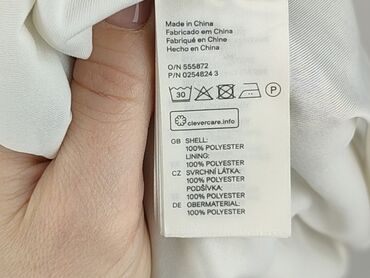 Made in China
Fabricado em China
Fabriqué en Chine
Hecho en China
O/N 555872
P/N 0254824 3
30 P
clevercare.info
GB SHELL:
100% POLYESTER
LINING:
100% POLYESTER
CZ SVRCHNÍ LÁTKA:
100% POLYESTER
PODŠÍVKA:
100% POLYESTER
DE OBERMATERIAL:
100% POLYESTER